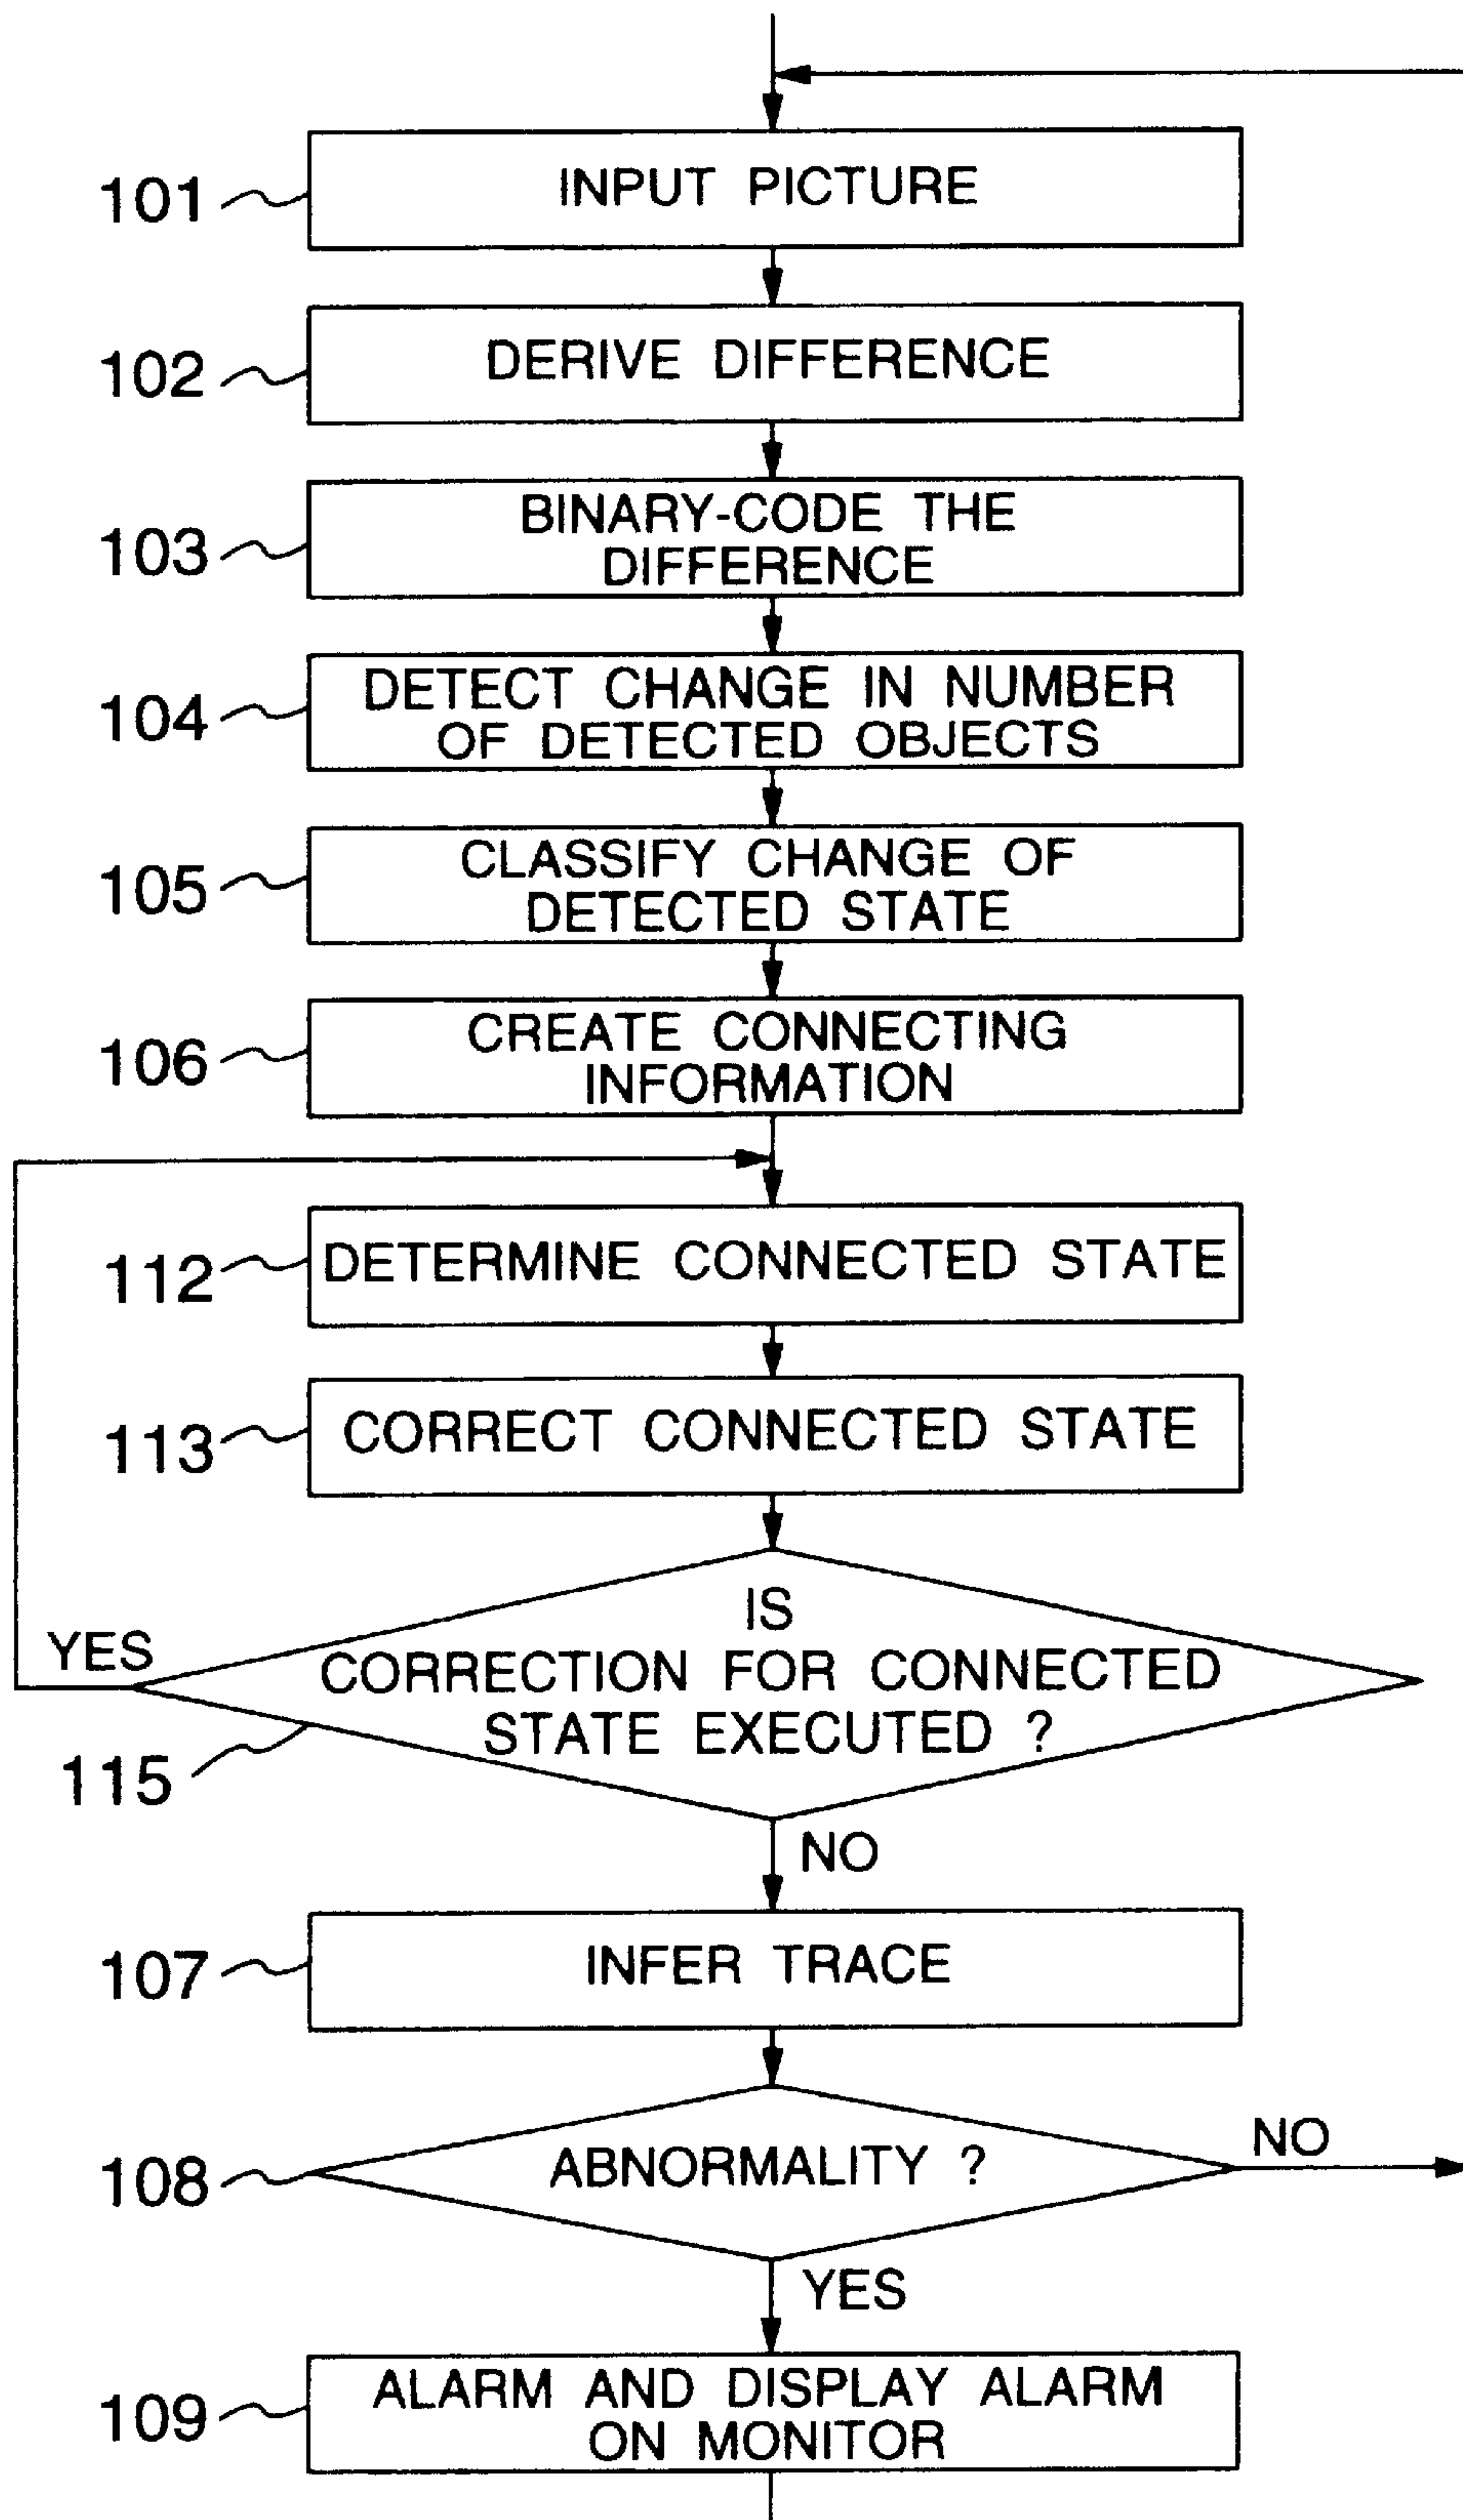 101
INPUT PICTURE
102
DERIVE DIFFERENCE
103
BINARY-CODE THE
DIFFERENCE
104
DETECT CHANGE IN NUMBER
OF DETECTED OBJECTS
105
CLASSIFY CHANGE OF
DETECTED STATE
106
CREATE CONNECTING
INFORMATION
112
DETERMINE CONNECTED STATE
113
CORRECT CONNECTED STATE
IS
CORRECTION FOR CONNECTED
STATE EXECUTED ?
YES
115
NO
107
INFER TRACE
108
ABNORMALITY ?
NO
YES
109
ALARM AND DISPLAY ALARM
ON MONITOR